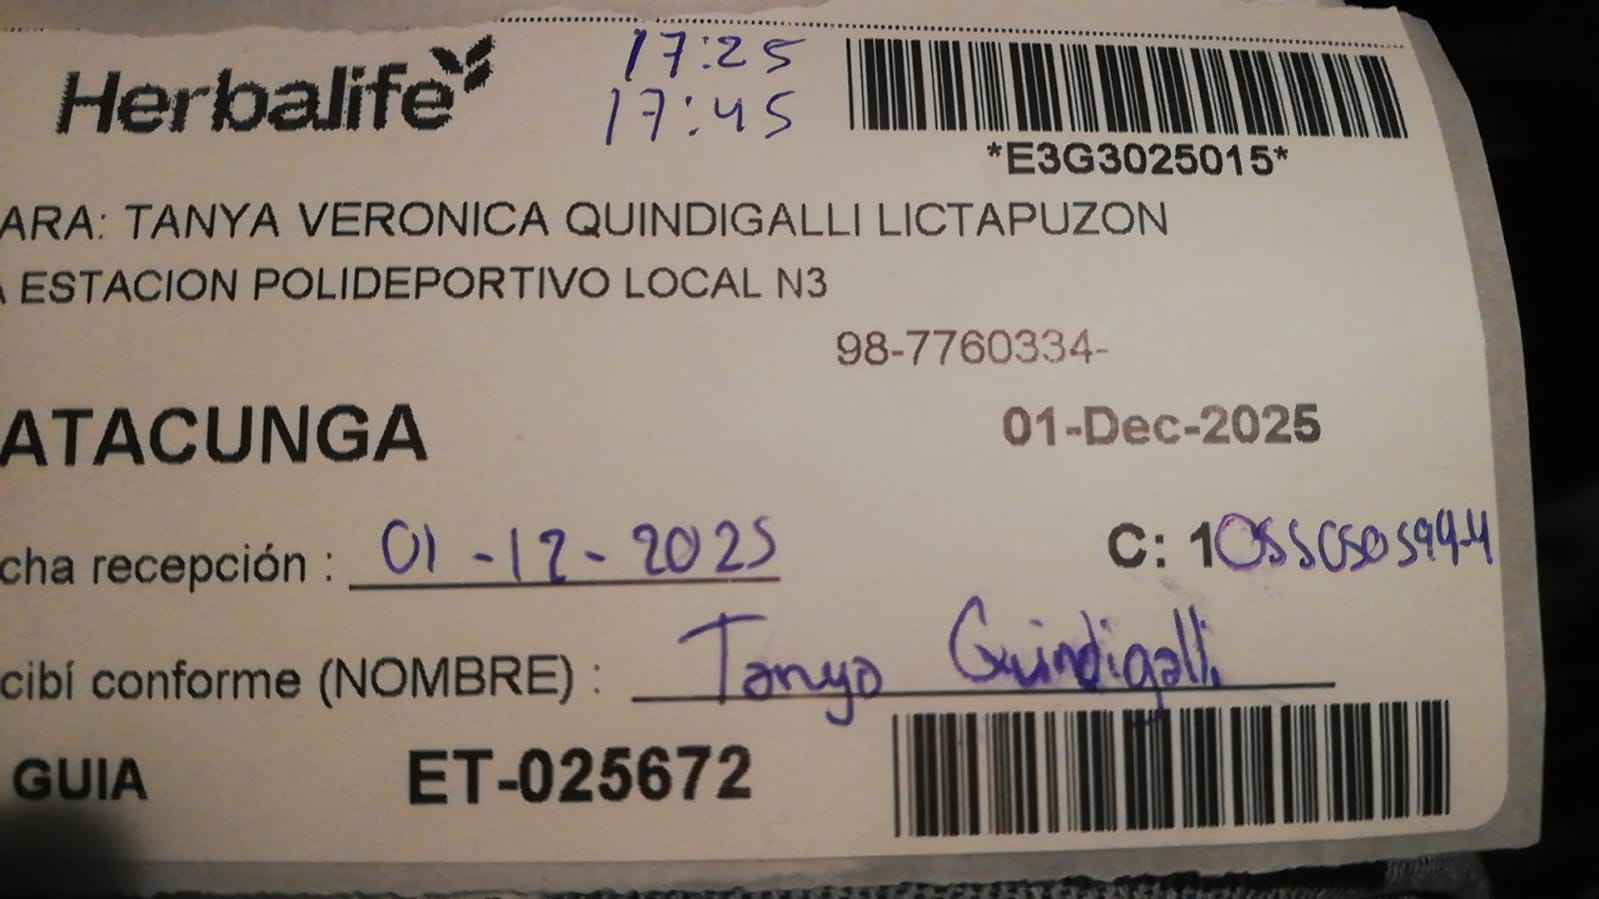 Herbalife
17:25
17:45
*E3G3025015*
ARA: TANYA VERONICA QUINDIGALLI LICTAPUZON
A ESTACION POLIDEPORTIVO LOCAL N3
98-7760334-
ATACUNGA
01-Dec-2025
cha recepción : 01-12-2025
C: 1
cibí conforme (NOMBRE) : Tanya Quindigalli
GUIA ET-025672